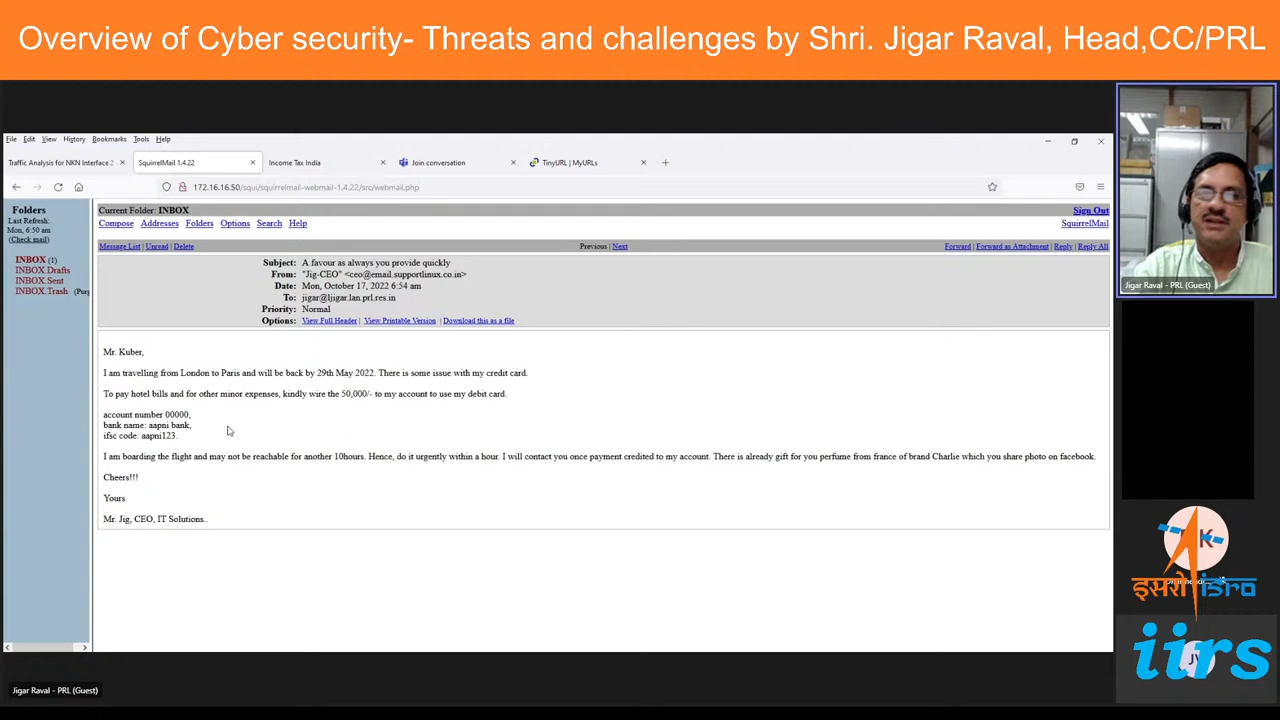 Overview of Cyber security- Threats and challenges by Shri. Jigar Raval, Head,CC/PRL
File Edit View History Bookmarks Tools Help
Traffic Analysis for NKN Interface 2
SquirrelMail 1.4.22
Income Tax India
Join conversation
TinyURL | MyURLs
172.16.16.50/squi/squirrelmail-webmail-1.4.22/src/webmail.php
Folders
Last Refresh:
Mon, 6:50 am
(Check mail)
INBOX (1)
INBOX.Drafts
INBOX.Sent
INBOX.Trash (Purg
Current Folder: INBOX
Sign Out
Compose Addresses Folders Options Search Help
SquirrelMail
Message List | Unread | Delete
Previous | Next
Forward | Forward as Attachment | Reply | Reply All
Subject: A favour as always you provide quickly
From: "Jig-CEO" <ceo@email.supportlinux.co.in>
Date: Mon, October 17, 2022 6:54 am
To: jigar@ljigar.lan.prl.res.in
Priority: Normal
Options: View Full Header | View Printable Version | Download this as a file
Mr. Kuber,
I am travelling from London to Paris and will be back by 29th May 2022. There is some issue with my credit card.
To pay hotel bills and for other minor expenses, kindly wire the 50,000/- to my account to use my debit card.
account number 00000,
bank name: aapni bank,
ifsc code: aapni123.
I am boarding the flight and may not be reachable for another 10hours. Hence, do it urgently within a hour. I will contact you once payment credited to my account. There is already gift for you perfume from france of brand Charlie which you share photo on facebook.
Cheers!!!
Yours
Mr. Jig, CEO, IT Solutions..
Jigar Raval - PRL (Guest)
K
इसरो isro
iirs
JY
Jigar Raval - PRL (Guest)